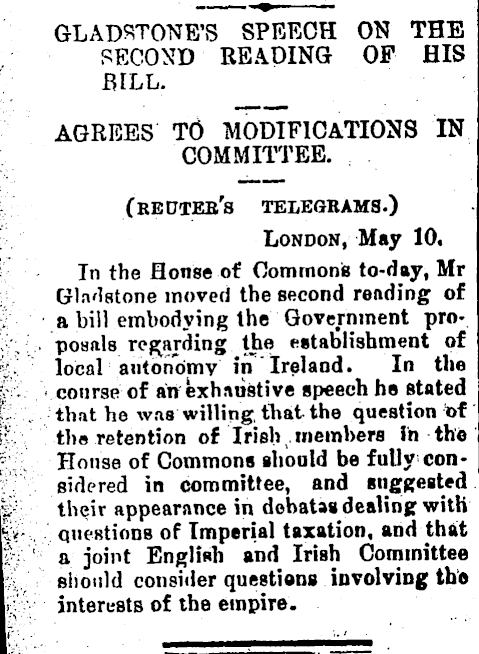 GLADSTONE'S SPEECH ON THE
SECOND READING OF HIS
BILL.
AGREES TO MODIFICATIONS IN
COMMITTEE.
(REUTER'S TELEGRAMS.)
LONDON, May 10.
In the House of Commons to-day, Mr
Gladstone moved the second reading of
a bill embodying the Government pro-
posals regarding the establishment of
local autonomy in Ireland. In the
course of an exhaustive speech he stated
that he was willing that the question of
the retention of Irish members in the
House of Commons should be fully con-
sidered in committee, and suggested
their appearance in debatas dealing with
questions of Imperial taxation, and that
a joint English and Irish Committee
should consider questions involving the
interests of the empire.